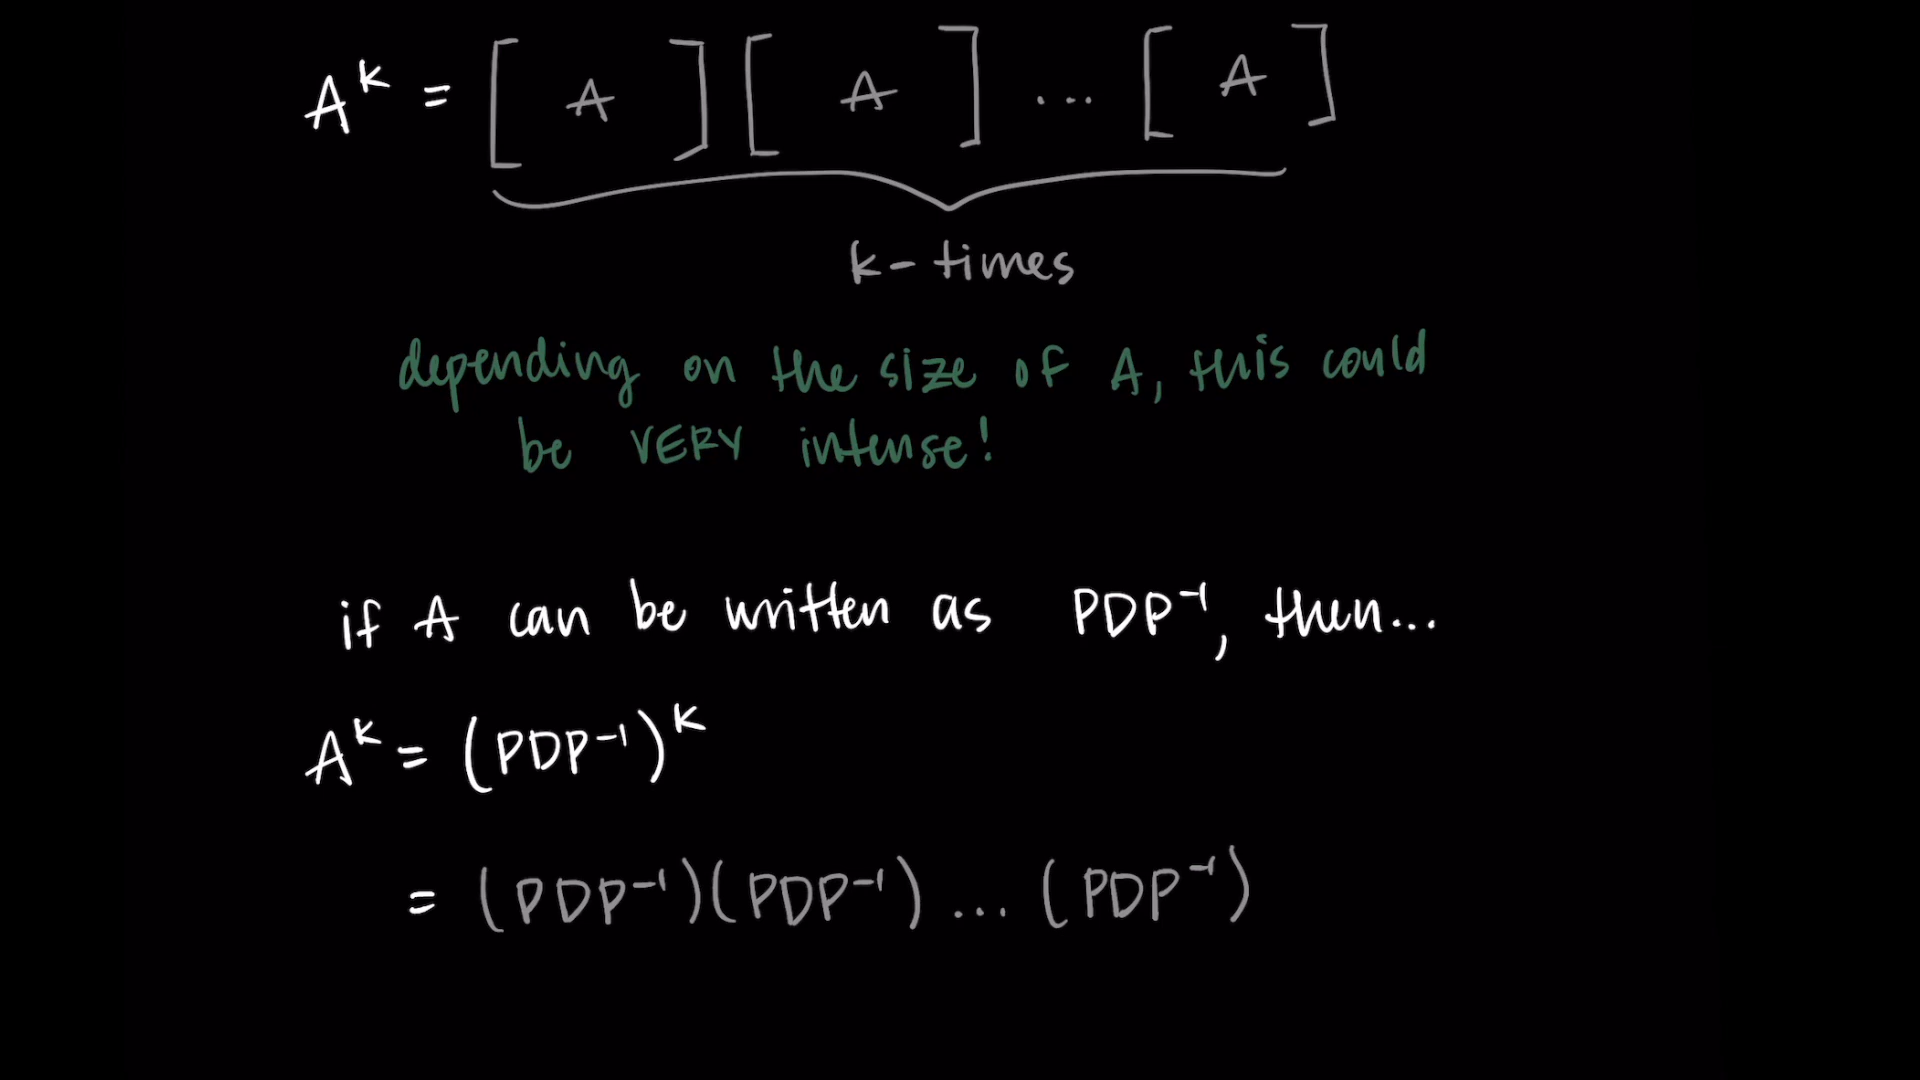 A^k = [ A ] [ A ] ... [ A ]
k-times
depending on the size of A, this could
be VERY intense!
if A can be written as PDP⁻¹, then...
A^k = (PDP⁻¹)^k
= (PDP⁻¹)(PDP⁻¹) ... (PDP⁻¹)